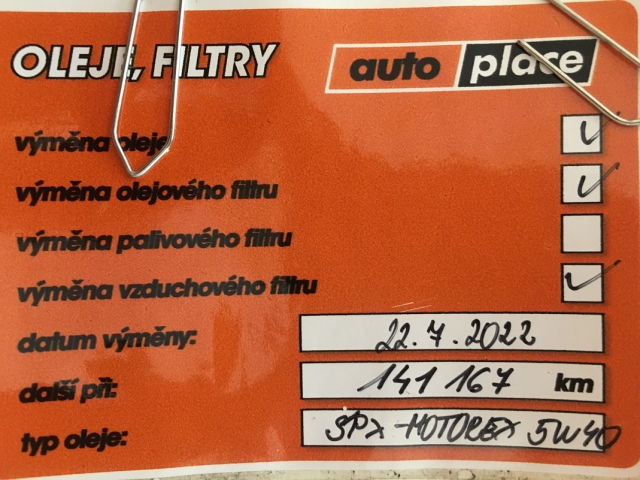 OLEJE, FILTRY
auto place
výměna oleje
výměna olejového filtru
výměna palivového filtru
výměna vzduchového filtru
datum výměny: 22.7.2022
další při: 141 167 km
typ oleje: SPX-MOTOREX 5W40